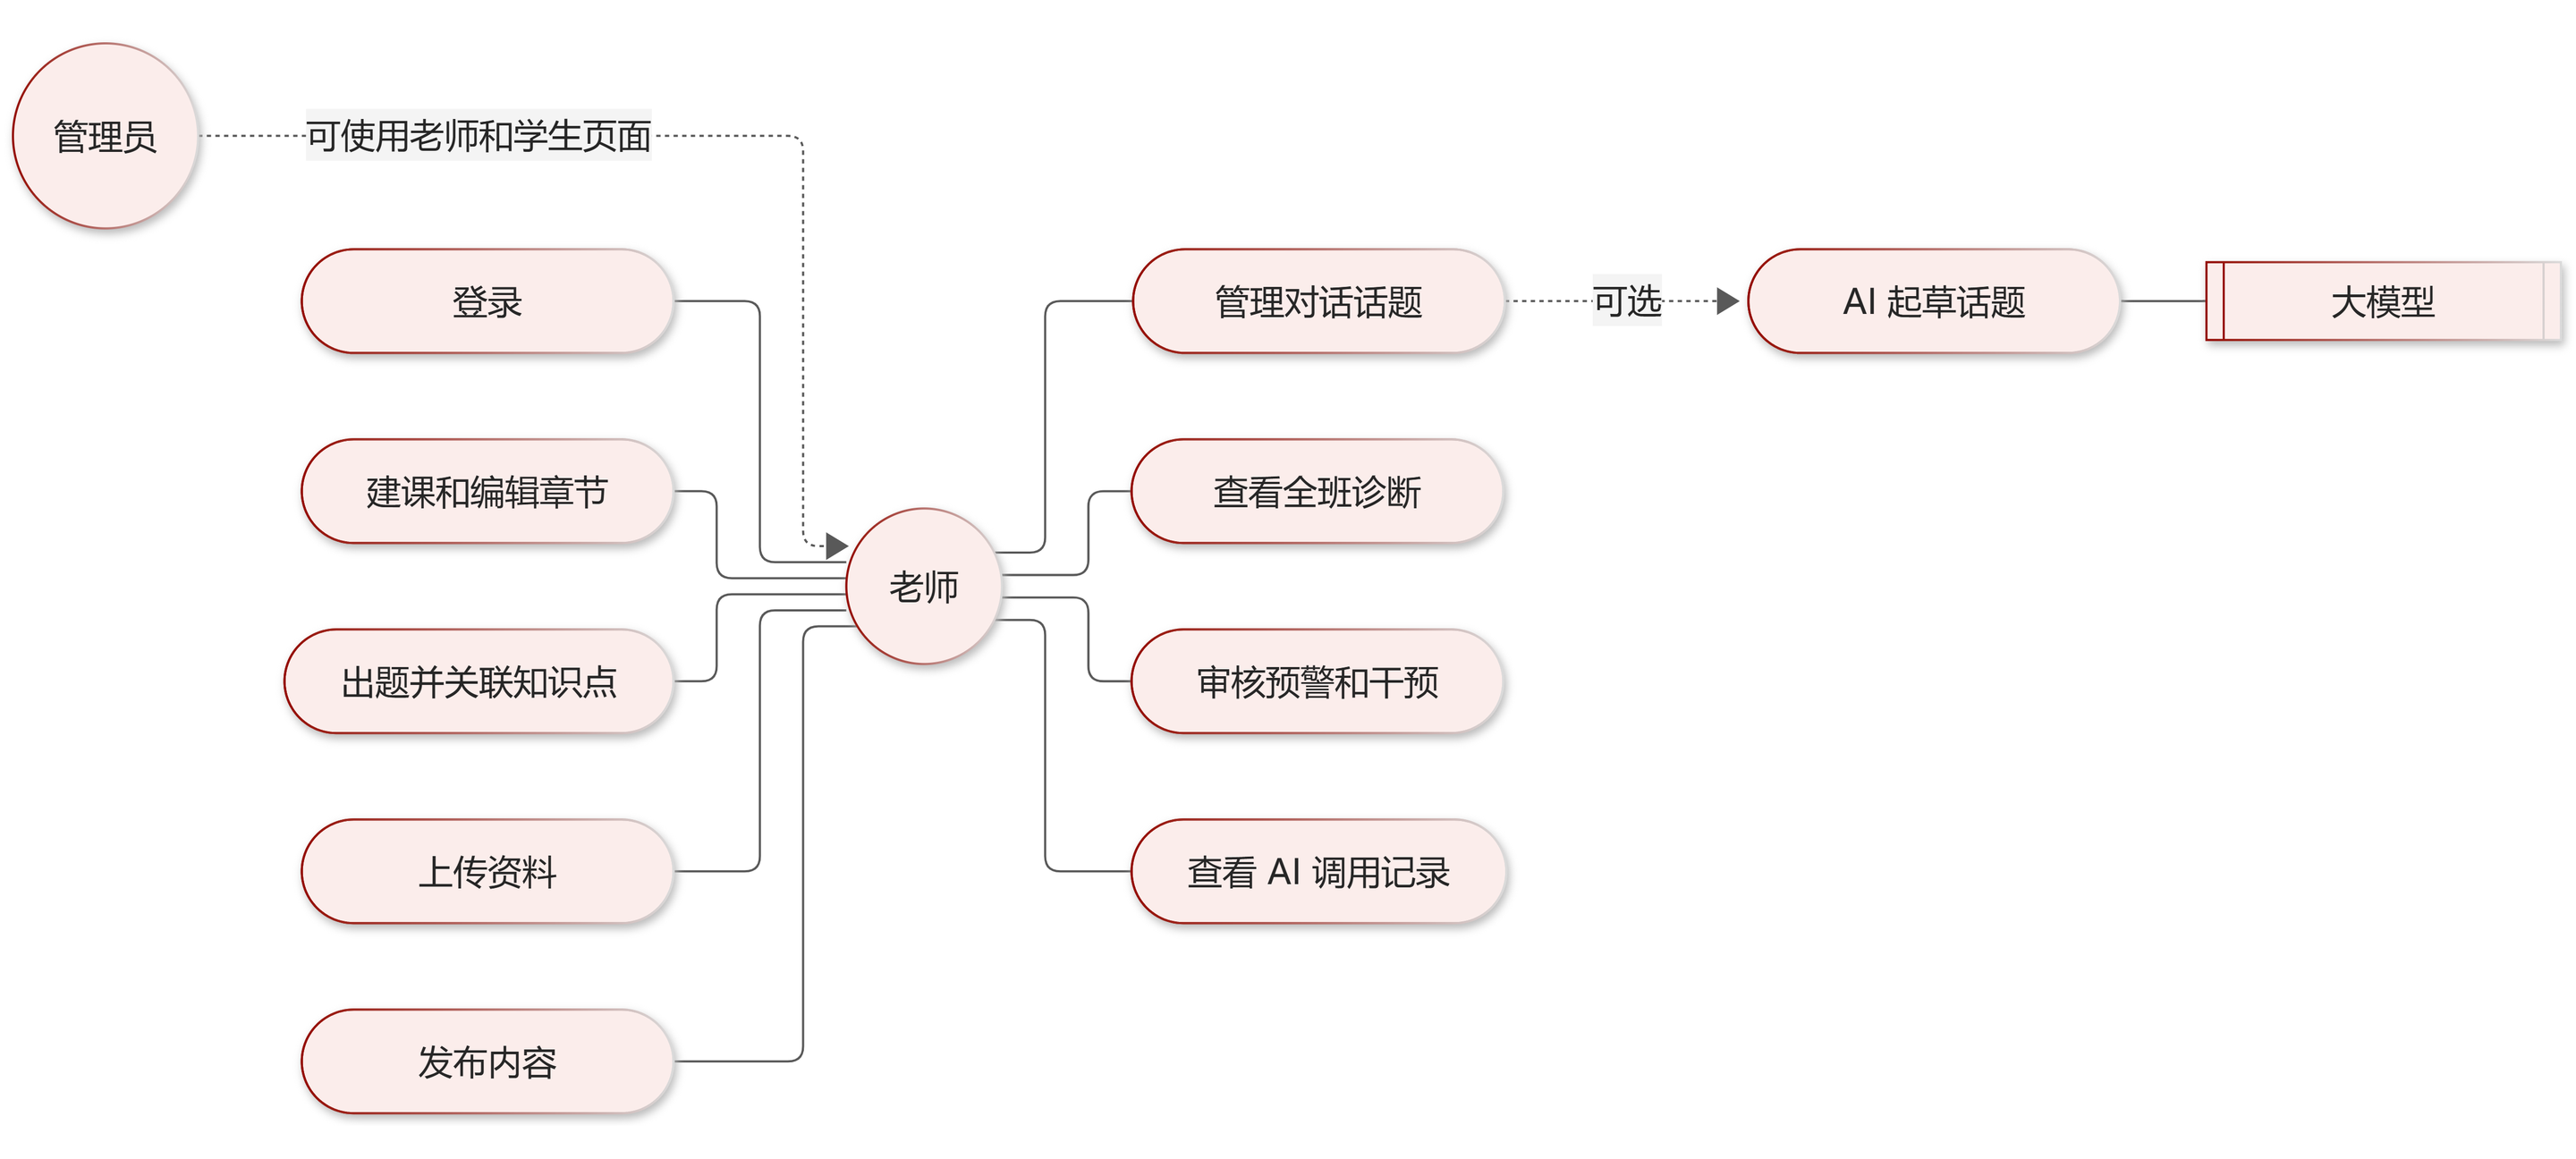 管理员
可使用老师和学生页面
登录
管理对话话题
可选
AI 起草话题
大模型
建课和编辑章节
查看全班诊断
老师
出题并关联知识点
审核预警和干预
上传资料
查看 AI 调用记录
发布内容